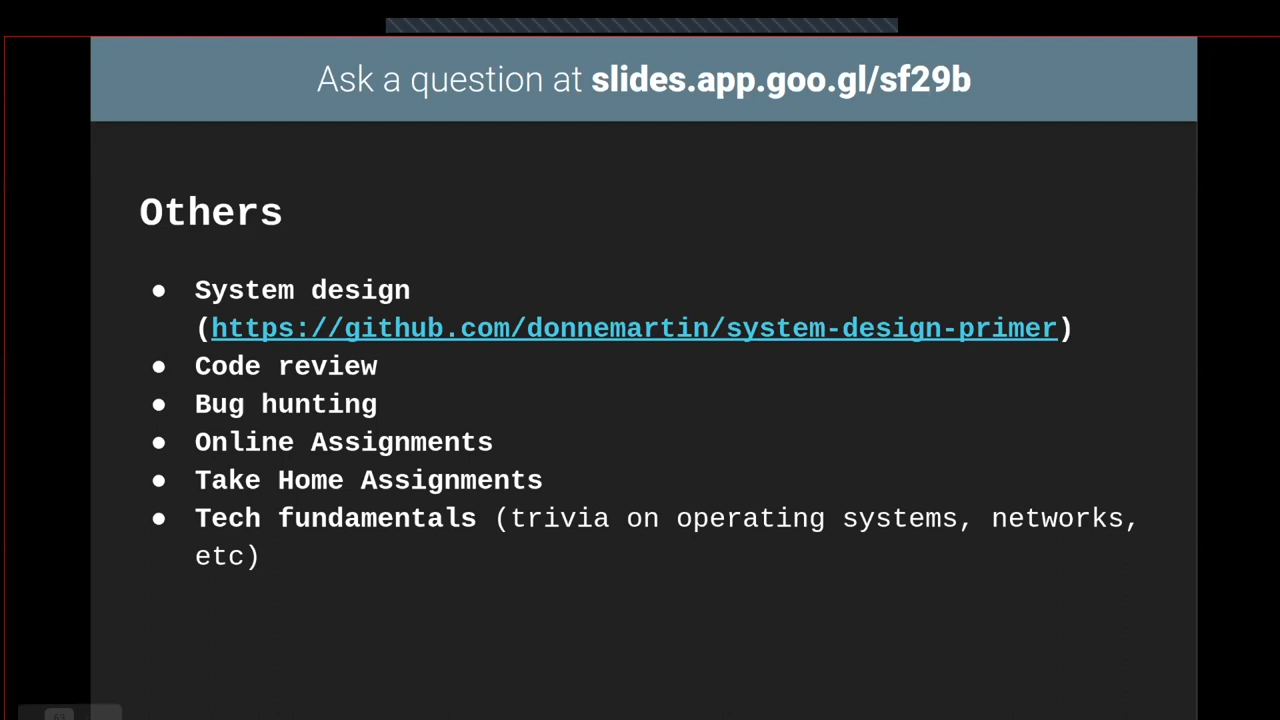 Ask a question at slides.app.goo.gl/sf29b
Others
● System design
(https://github.com/donnemartin/system-design-primer)
● Code review
● Bug hunting
● Online Assignments
● Take Home Assignments
● Tech fundamentals (trivia on operating systems, networks,
etc)